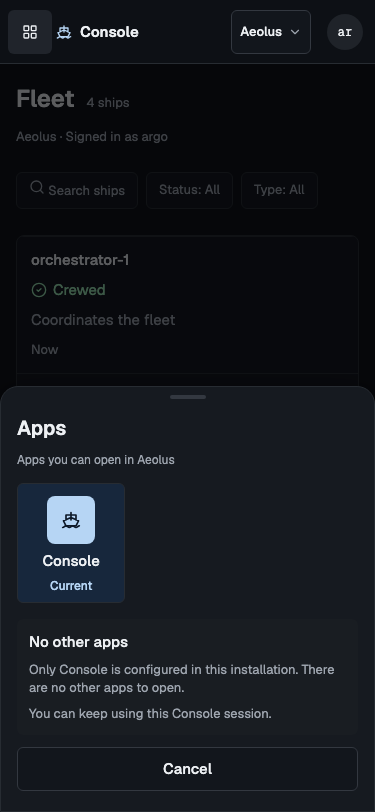 Console
Aeolus
ar
Fleet
4 ships
Aeolus · Signed in as argo
Search ships
Status: All
Type: All
orchestrator-1
Crewed
Coordinates the fleet
Now
Apps
Apps you can open in Aeolus
Console
Current
No other apps
Only Console is configured in this installation. There
are no other apps to open.
You can keep using this Console session.
Cancel